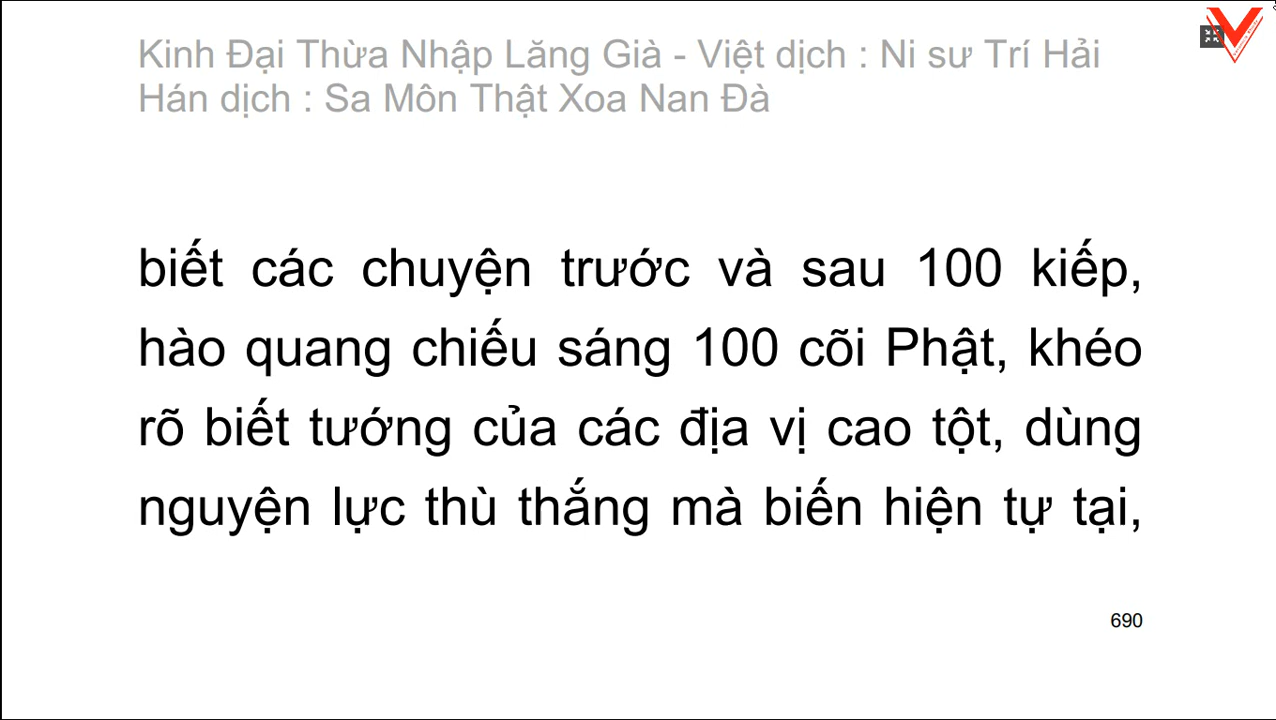 Kinh Đại Thừa Nhập Lăng Già - Việt dịch : Ni sư Trí Hải
Hán dịch : Sa Môn Thật Xoa Nan Đà
biết các chuyện trước và sau 100 kiếp,
hào quang chiếu sáng 100 cõi Phật, khéo
rõ biết tướng của các địa vị cao tột, dùng
nguyện lực thù thắng mà biến hiện tự tại,
690